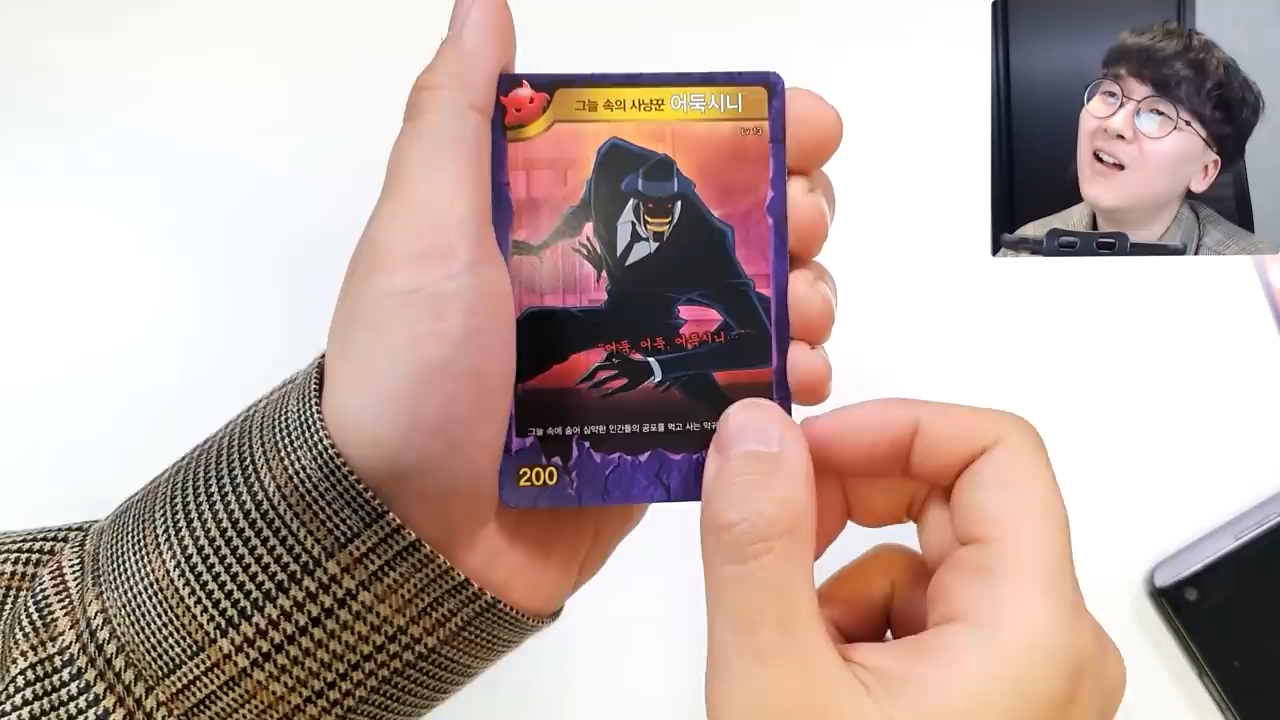 그늘 속의 사냥꾼 어둑시니
Lv 13
"어둑, 어둑, 어둑시니..."
그늘 속에 숨어 심약한 인간들의 공포를 먹고 사는 악귀
200